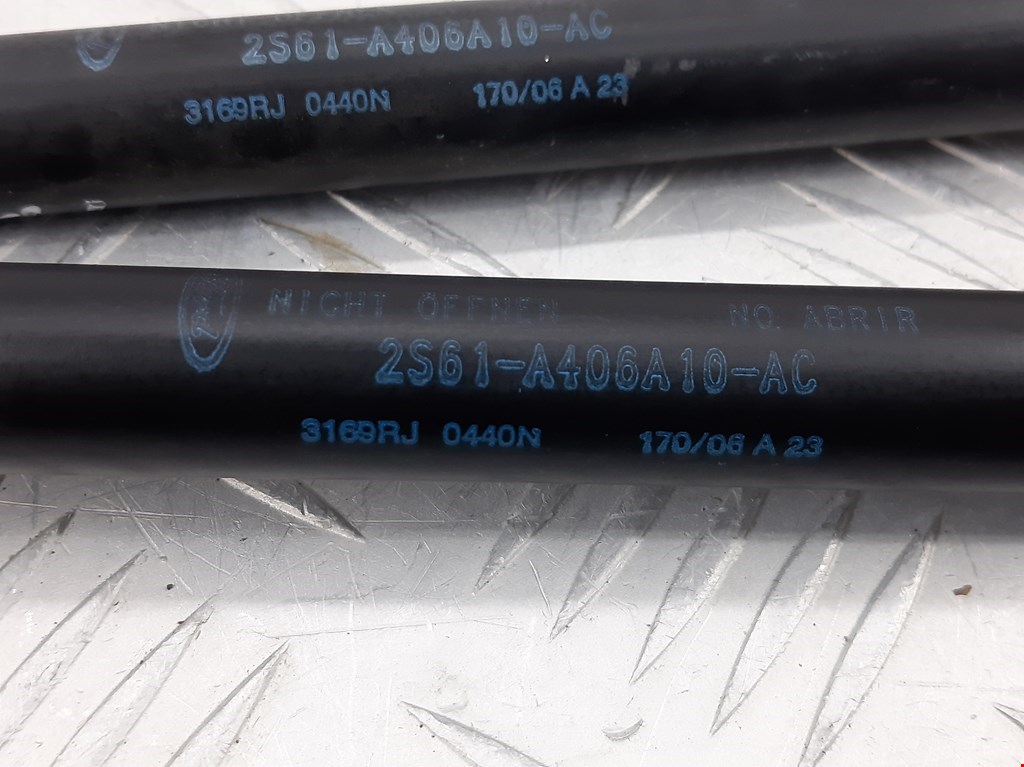 2S61-A406A10-AC
3169RJ 0440N 170/06 A 23
NICHT ÖFFNEN NO ABRIR
2S61-A406A10-AC
3169RJ 0440N 170/06 A 23